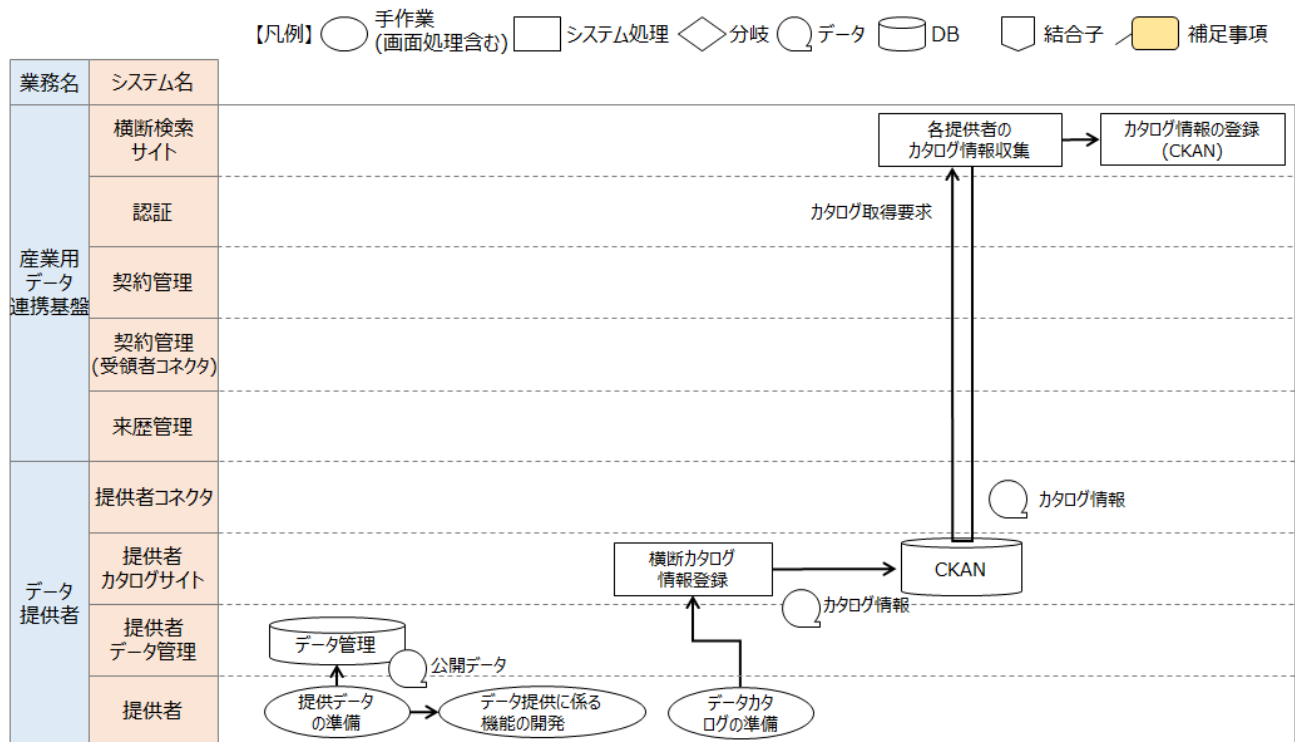 【凡例】
手作業
(画面処理含む)
システム処理
分岐
データ
DB
結合子
補足事項
業務名
システム名
産業用
データ
連携基盤
横断検索
サイト
各提供者の
カタログ情報収集
カタログ情報の登録
(CKAN)
認証
カタログ取得要求
契約管理
契約管理
(受領者コネクタ)
来歴管理
データ
提供者
提供者コネクタ
カタログ情報
提供者
カタログサイト
横断カタログ
情報登録
CKAN
カタログ情報
提供者
データ管理
データ管理
公開データ
提供者
提供データ
の準備
データ提供に係る
機能の開発
データカタ
ログの準備